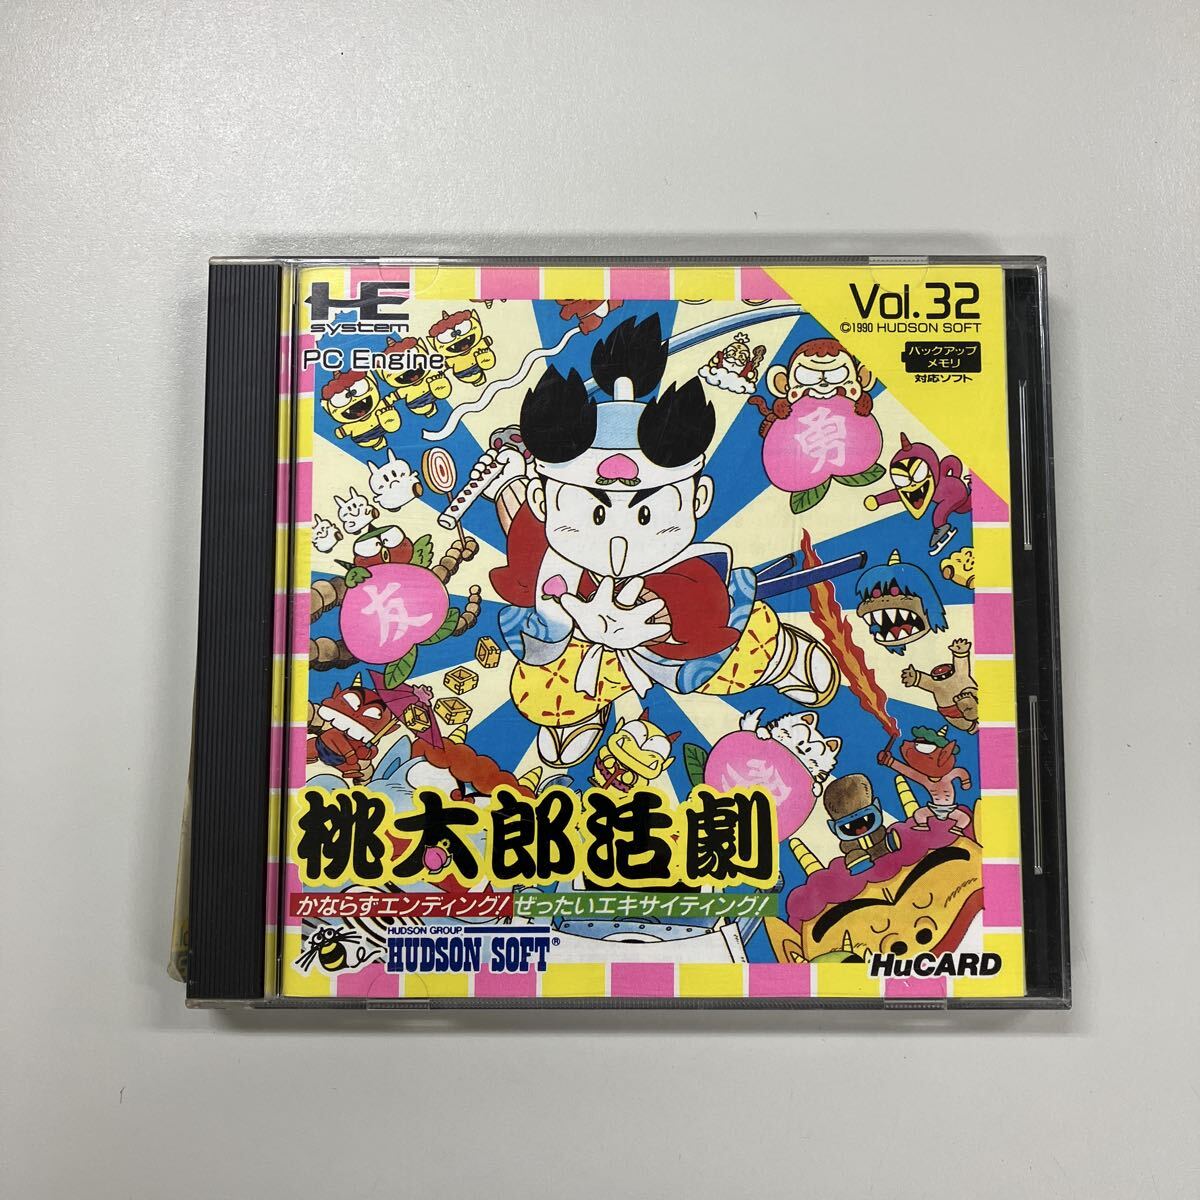 HE
system
PC Engine
Vol.32
©1990 HUDSON SOFT
バックアップ
メモリ
対応ソフト
勇
友
桃太郎活劇
かならずエンディング! ぜったいエキサイティング!
HUDSON GROUP
HUDSON SOFT®
HuCARD